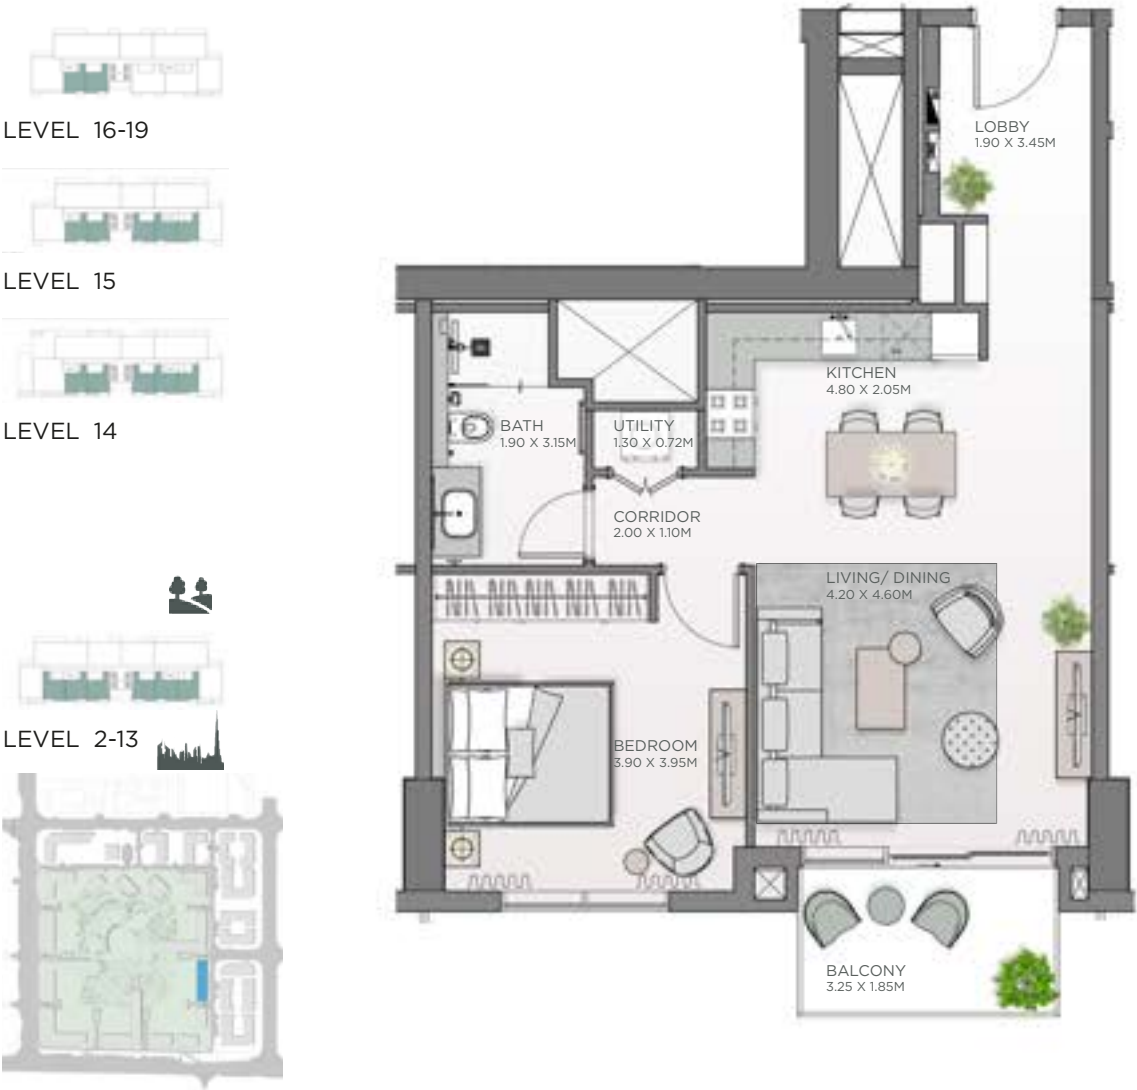 LEVEL 16-19
LEVEL 15
LEVEL 14
LEVEL 2-13
LOBBY
1.90 X 3.45M
KITCHEN
4.80 X 2.05M
BATH
1.90 X 3.15M
UTILITY
1.30 X 0.72M
CORRIDOR
2.00 X 1.10M
LIVING/ DINING
4.20 X 4.60M
BEDROOM
3.90 X 3.95M
BALCONY
3.25 X 1.85M